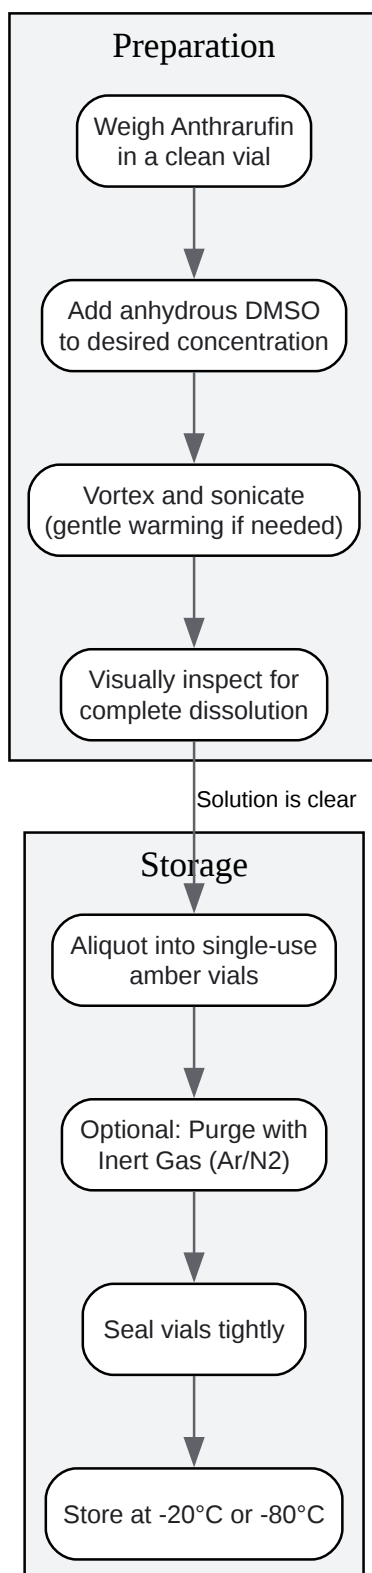 Preparation
Weigh Anthrarufin
in a clean vial
Add anhydrous DMSO
to desired concentration
Vortex and sonicate
(gentle warming if needed)
Visually inspect for
complete dissolution
Solution is clear
Storage
Aliquot into single-use
amber vials
Optional: Purge with
Inert Gas (Ar/N2)
Seal vials tightly
Store at -20°C or -80°C